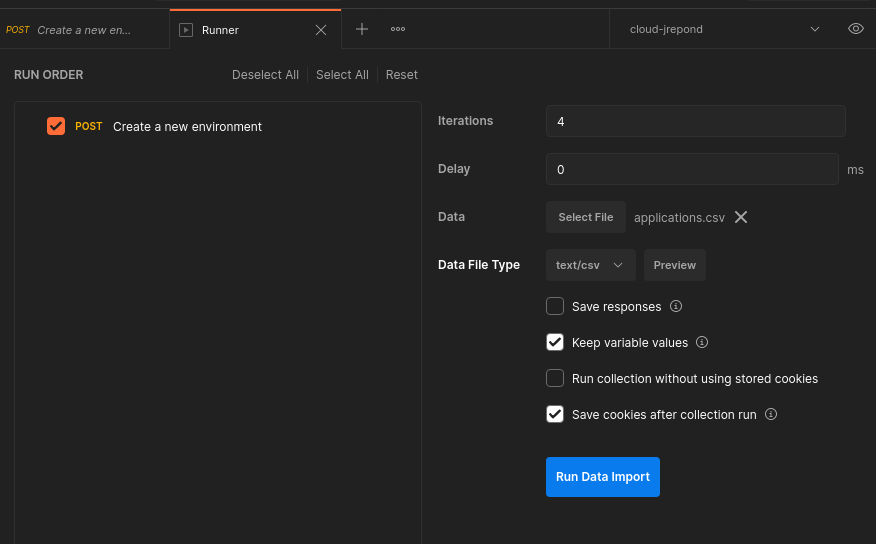 POST Create a new en...
Runner
cloud-jrepond
RUN ORDER
Deselect All
Select All
Reset
POST Create a new environment
Iterations
4
Delay
0
ms
Data
Select File
applications.csv
Data File Type
text/csv
Preview
Save responses
Keep variable values
Run collection without using stored cookies
Save cookies after collection run
Run Data Import